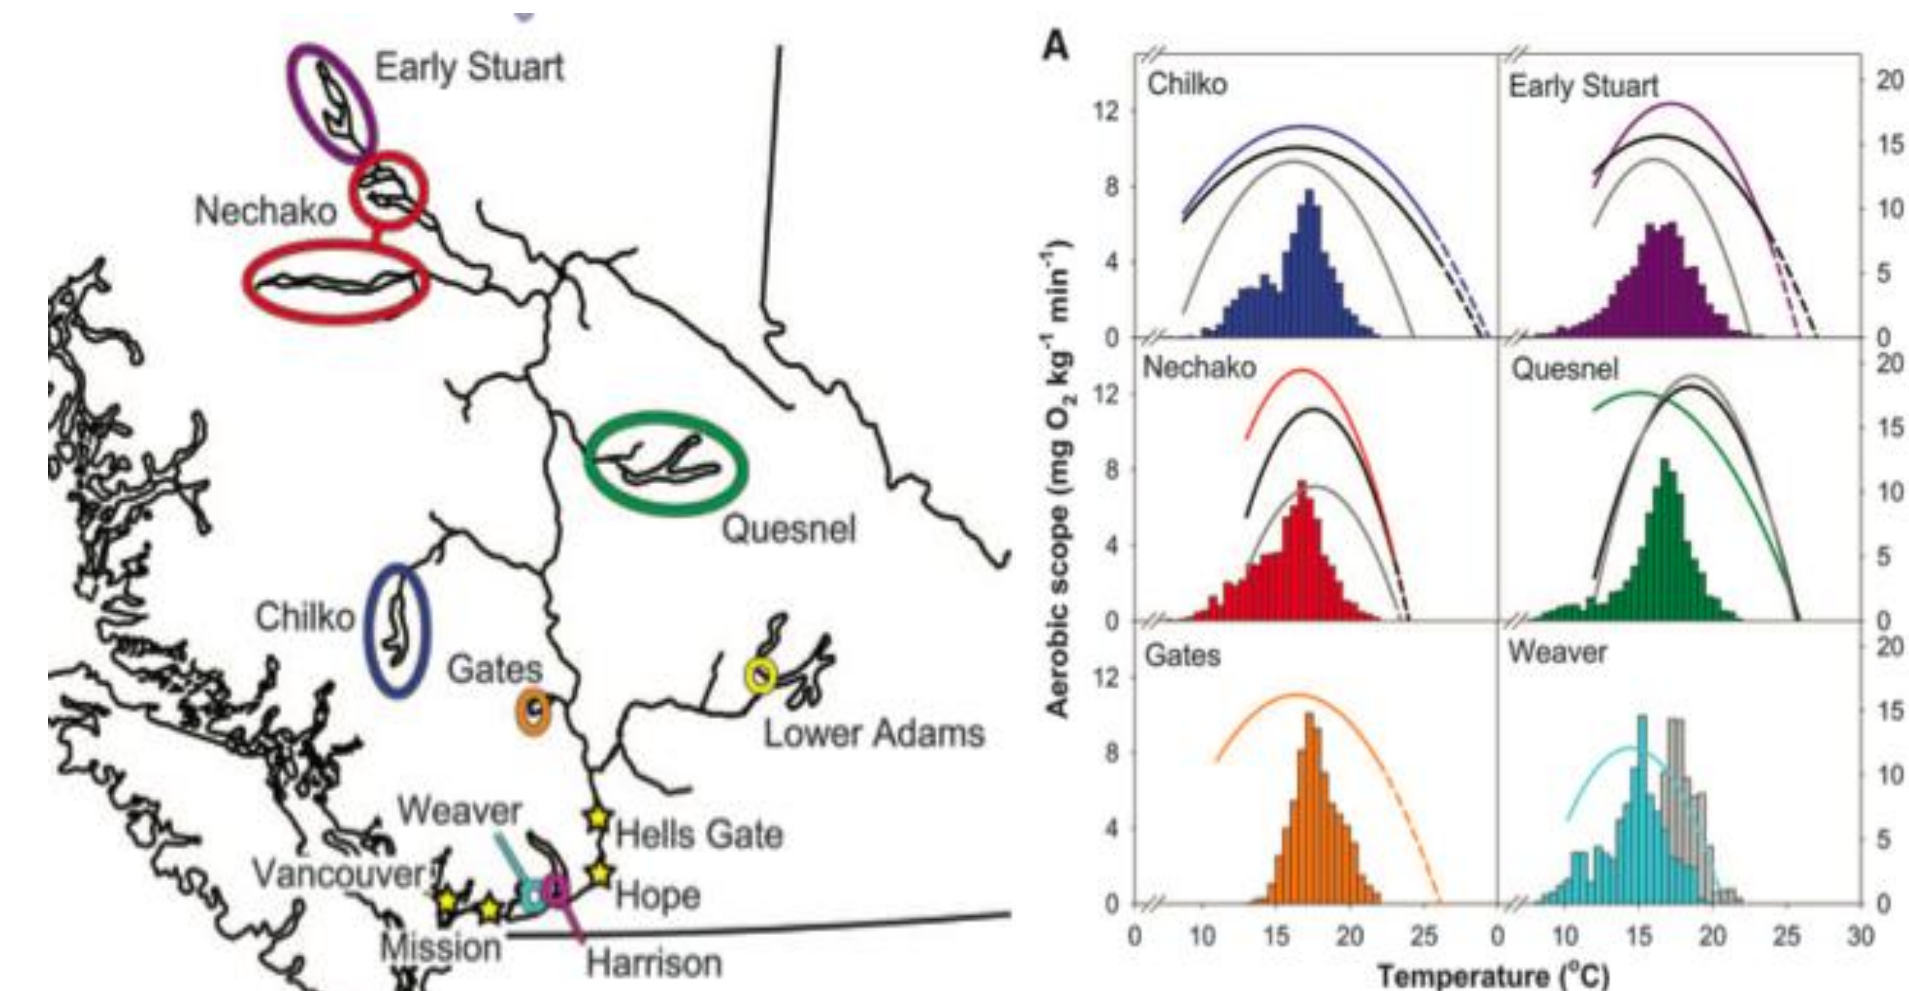 Early Stuart
Nechako
Quesnel
Chilko
Gates
Lower Adams
Weaver
Hells Gate
Vancouver
Hope
Mission
Harrison
A
Aerobic scope (mg O₂ kg⁻¹ min⁻¹)
Chilko
12
8
4
0
Early Stuart
20
15
10
5
0
Nechako
12
8
4
0
Quesnel
20
15
10
5
0
Gates
12
8
4
0
Weaver
20
15
10
5
0
0 10 15 20 25 0 10 15 20 25 30
Temperature (°C)